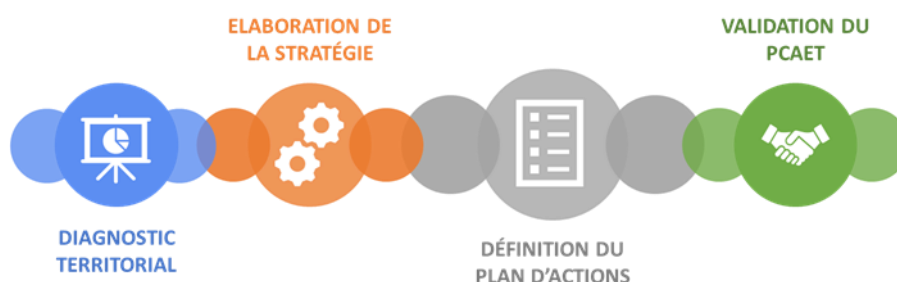 ELABORATION DE
LA STRATÉGIE
VALIDATION DU
PCAET
DIAGNOSTIC
TERRITORIAL
DÉFINITION DU
PLAN D'ACTIONS